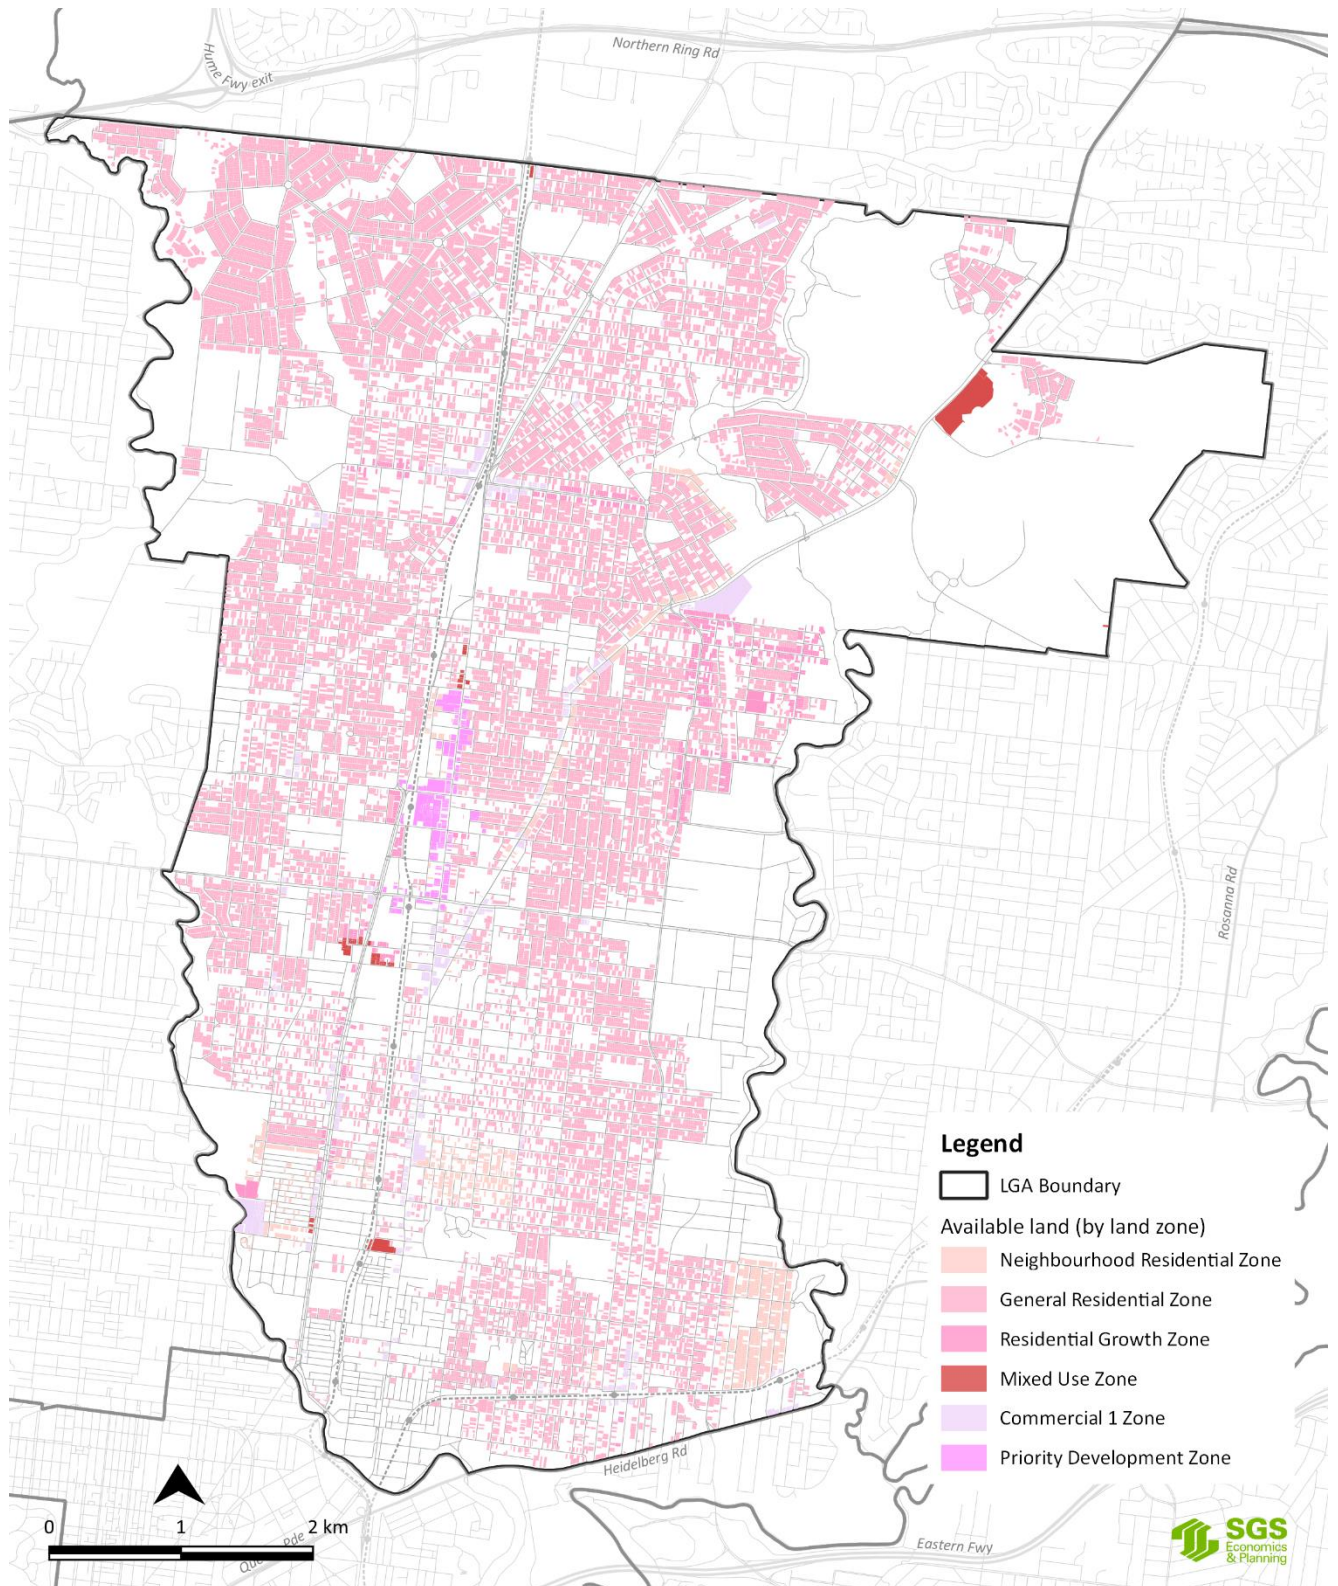 Northern Ring Rd
Hume Fwy exit
Rosanna Rd
Legend
LGA Boundary
Available land (by land zone)
Neighbourhood Residential Zone
General Residential Zone
Residential Growth Zone
Mixed Use Zone
Commercial 1 Zone
Priority Development Zone
Heidelberg Rd
0 1 2 km
Pde
Eastern Fwy
SGS
Economics
& Planning